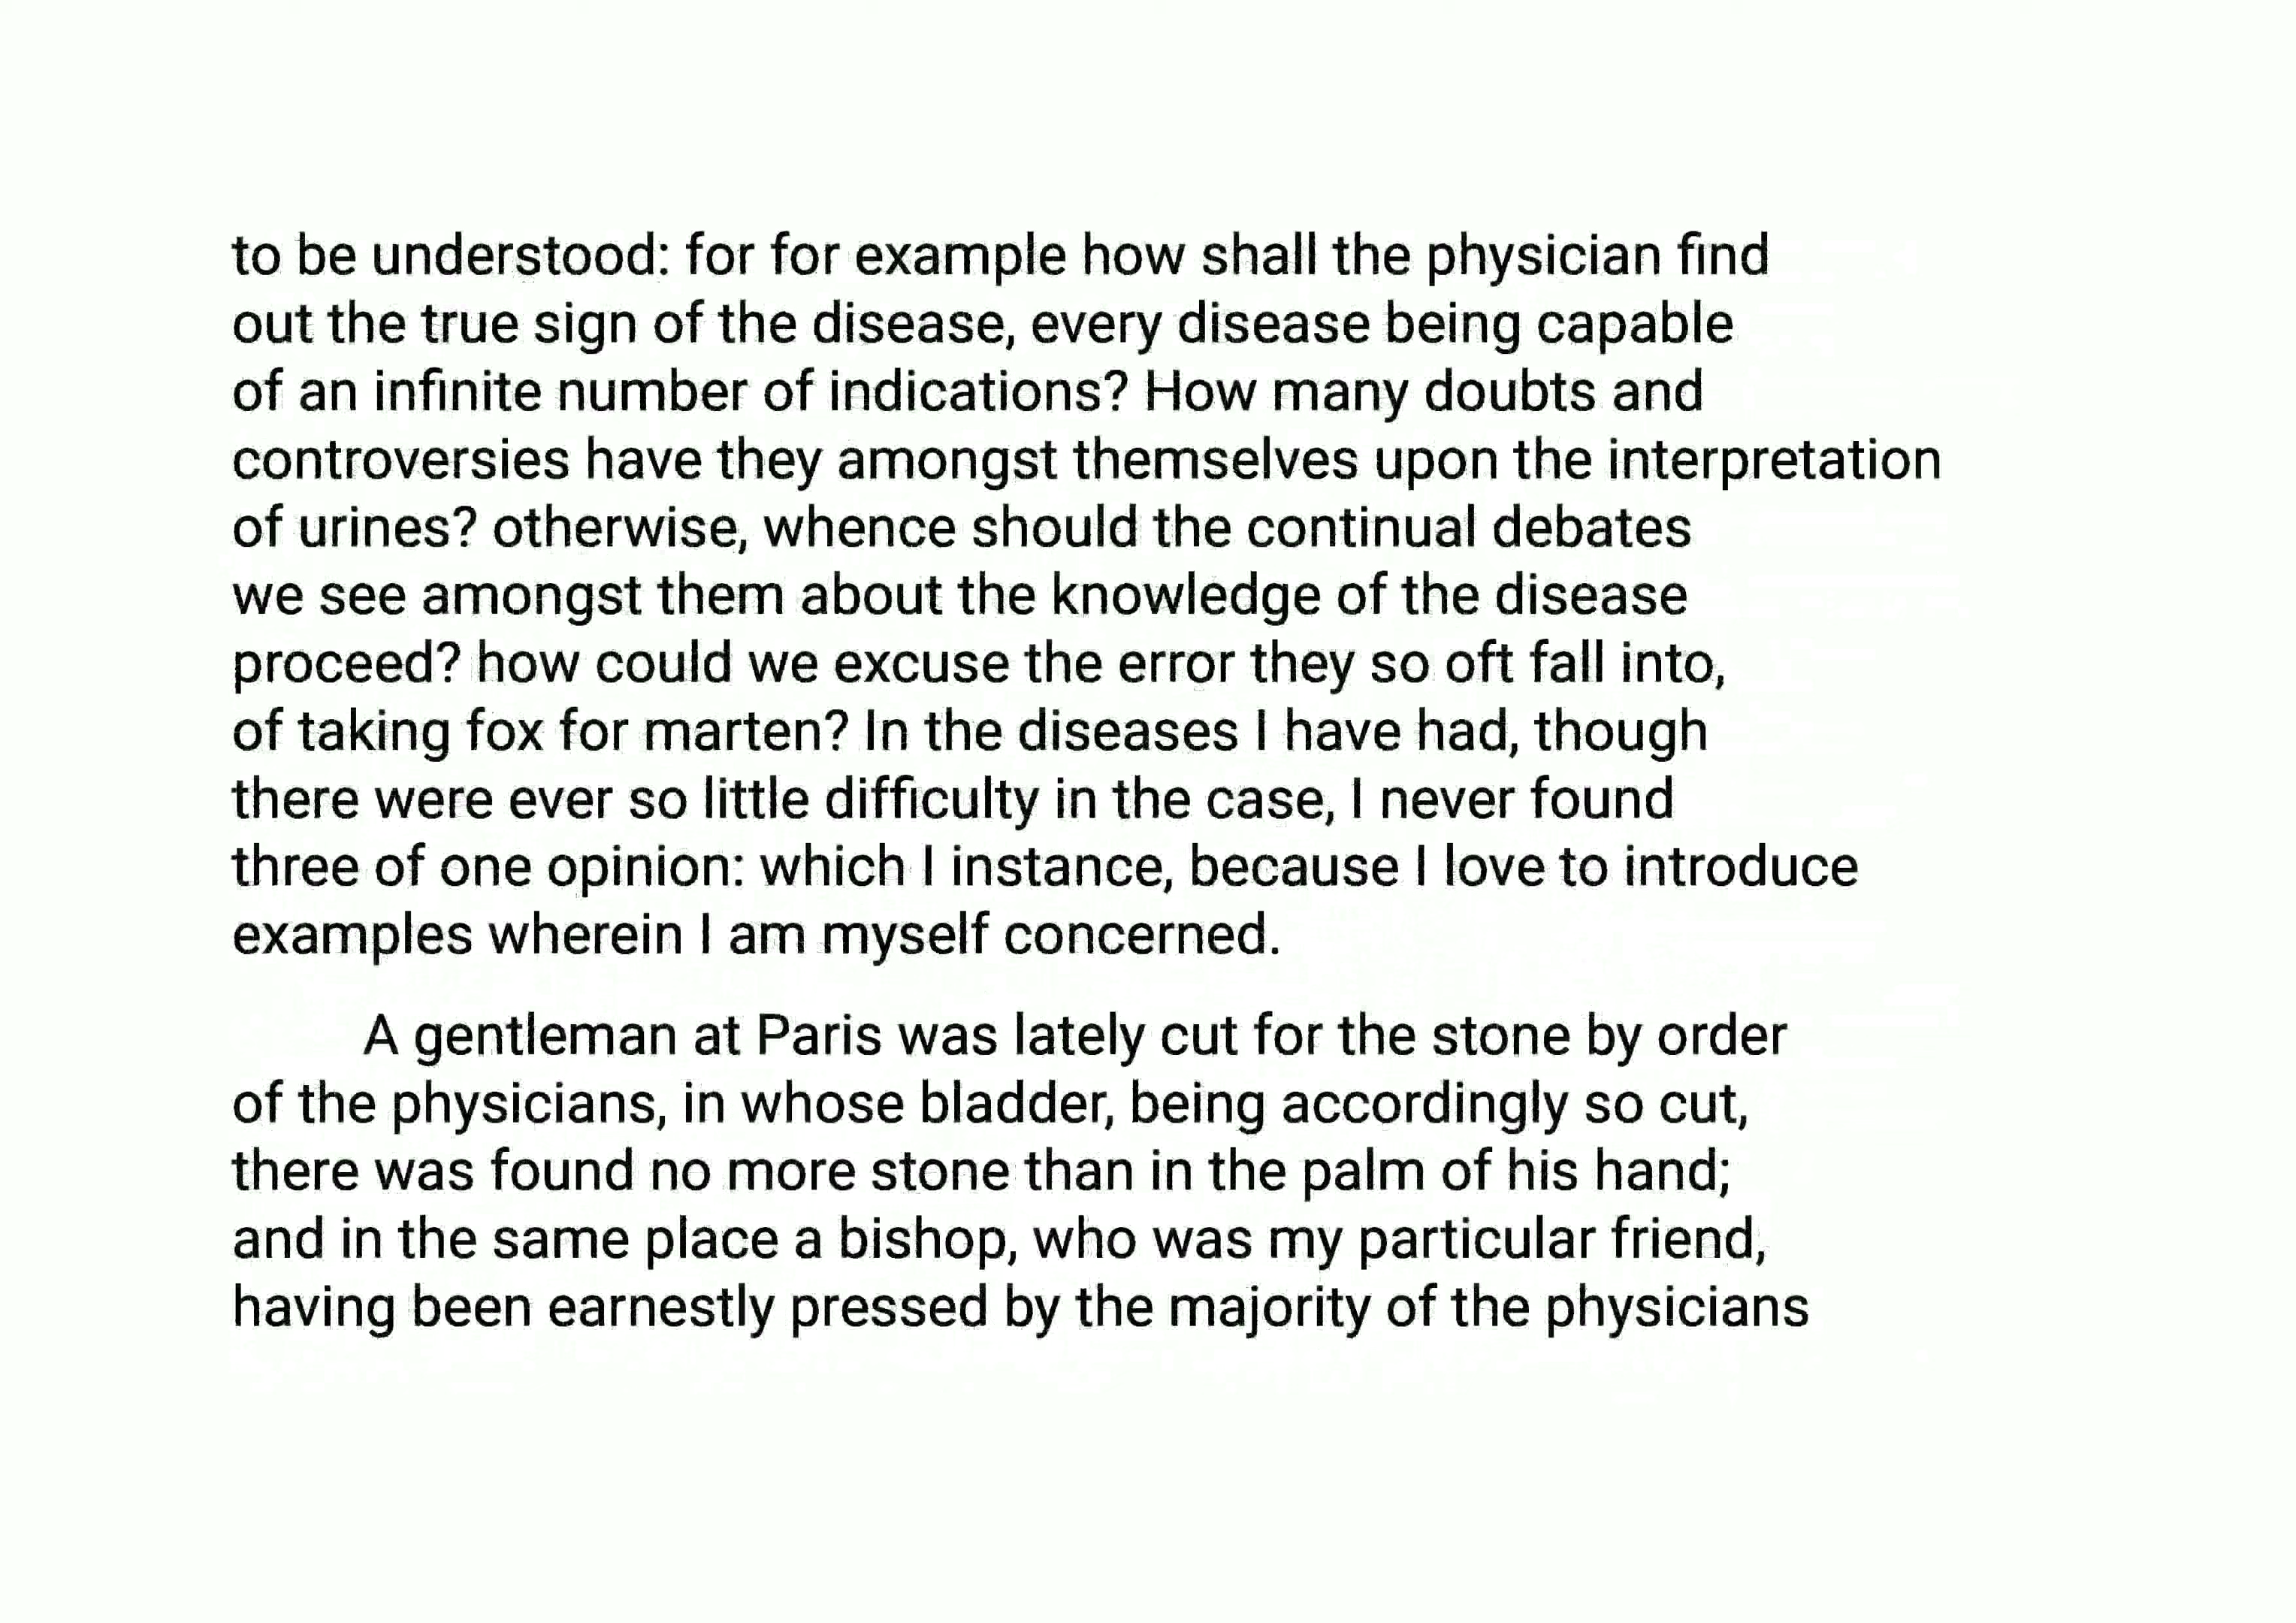 to be understood: for for example how shall the physician find
out the true sign of the disease, every disease being capable
of an infinite number of indications? How many doubts and
controversies have they amongst themselves upon the interpretation
of urines? otherwise, whence should the continual debates
we see amongst them about the knowledge of the disease
proceed? how could we excuse the error they so oft fall into,
of taking fox for marten? In the diseases I have had, though
there were ever so little difficulty in the case, I never found
three of one opinion: which I instance, because I love to introduce
examples wherein I am myself concerned.
A gentleman at Paris was lately cut for the stone by order
of the physicians, in whose bladder, being accordingly so cut,
there was found no more stone than in the palm of his hand;
and in the same place a bishop, who was my particular friend,
having been earnestly pressed by the majority of the physicians